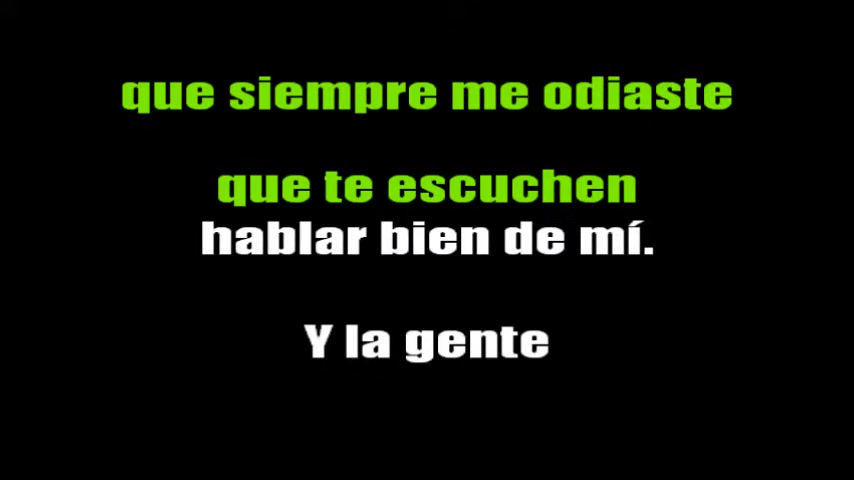 que siempre me odiaste
que te escuchen
hablar bien de mí.
Y la gente